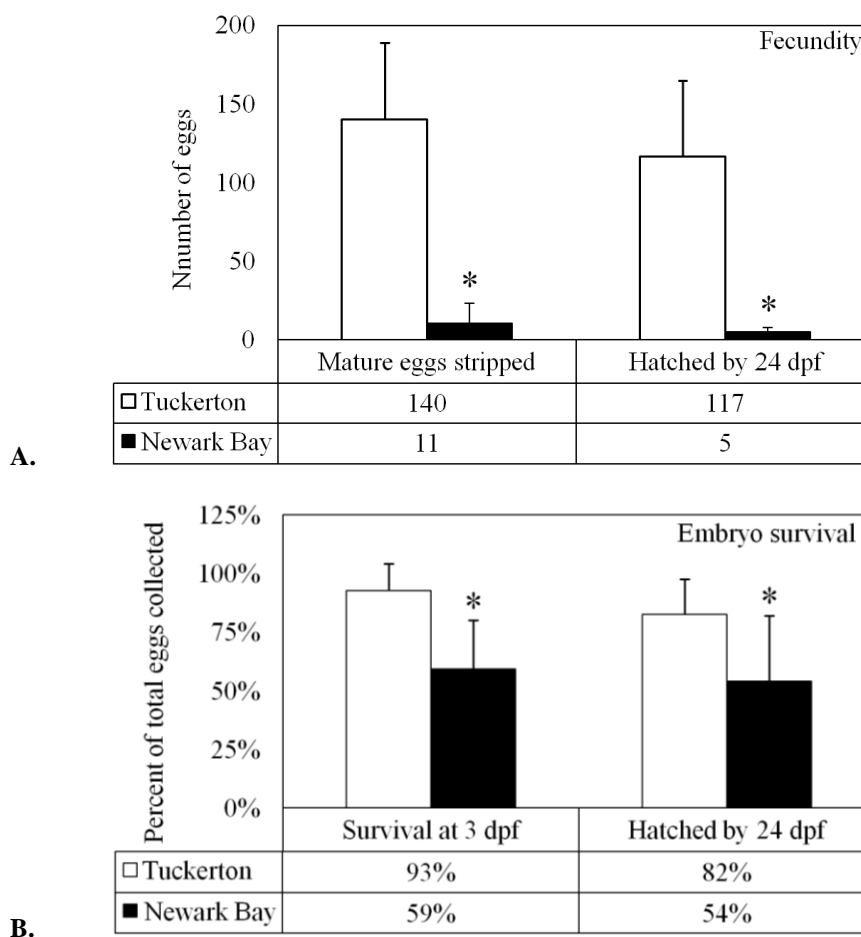 200
Fecundity
150
100
50
0
Nnumber of eggs
*
*
Mature eggs stripped Hatched by 24 dpf
Tuckerton 140 117
Newark Bay 11 5
A.
125%
Embryo survival
100%
75%
50%
25%
0%
Percent of total eggs collected
*
*
Survival at 3 dpf Hatched by 24 dpf
Tuckerton 93% 82%
Newark Bay 59% 54%
B.